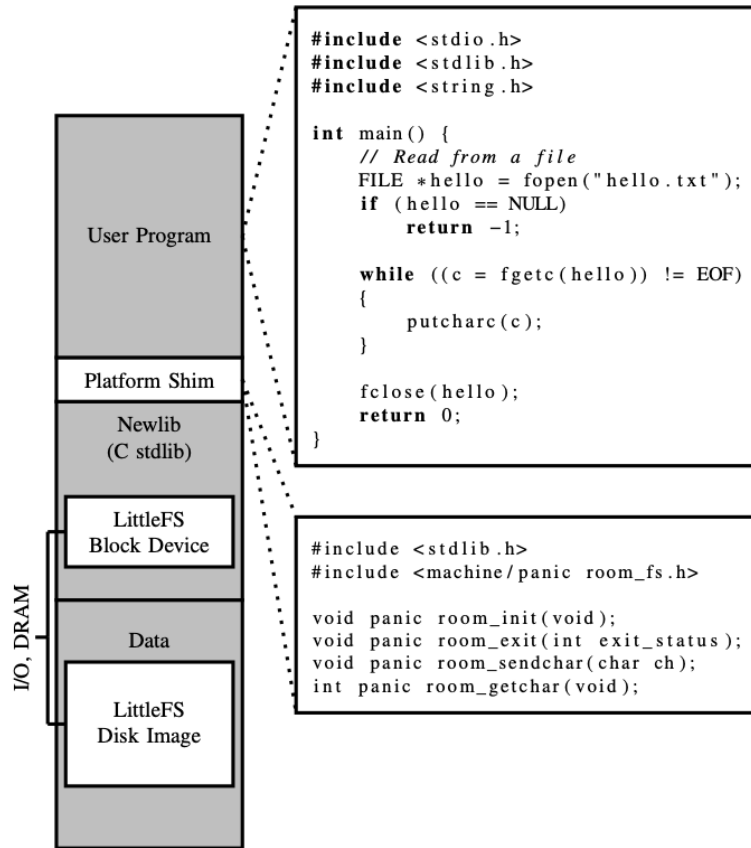 #include <stdio.h>
#include <stdlib.h>
#include <string.h>
int main() {
// Read from a file
FILE *hello = fopen("hello.txt");
if (hello == NULL)
return -1;
while ((c = fgetc(hello)) != EOF)
{
putcharc(c);
}
fclose(hello);
return 0;
}
User Program
Platform Shim
Newlib
(C stdlib)
LittleFS
Block Device
I/O, DRAM
Data
LittleFS
Disk Image
#include <stdlib.h>
#include <machine/panic room_fs.h>
void panic room_init(void);
void panic room_exit(int exit_status);
void panic room_sendchar(char ch);
int panic room_getchar(void);